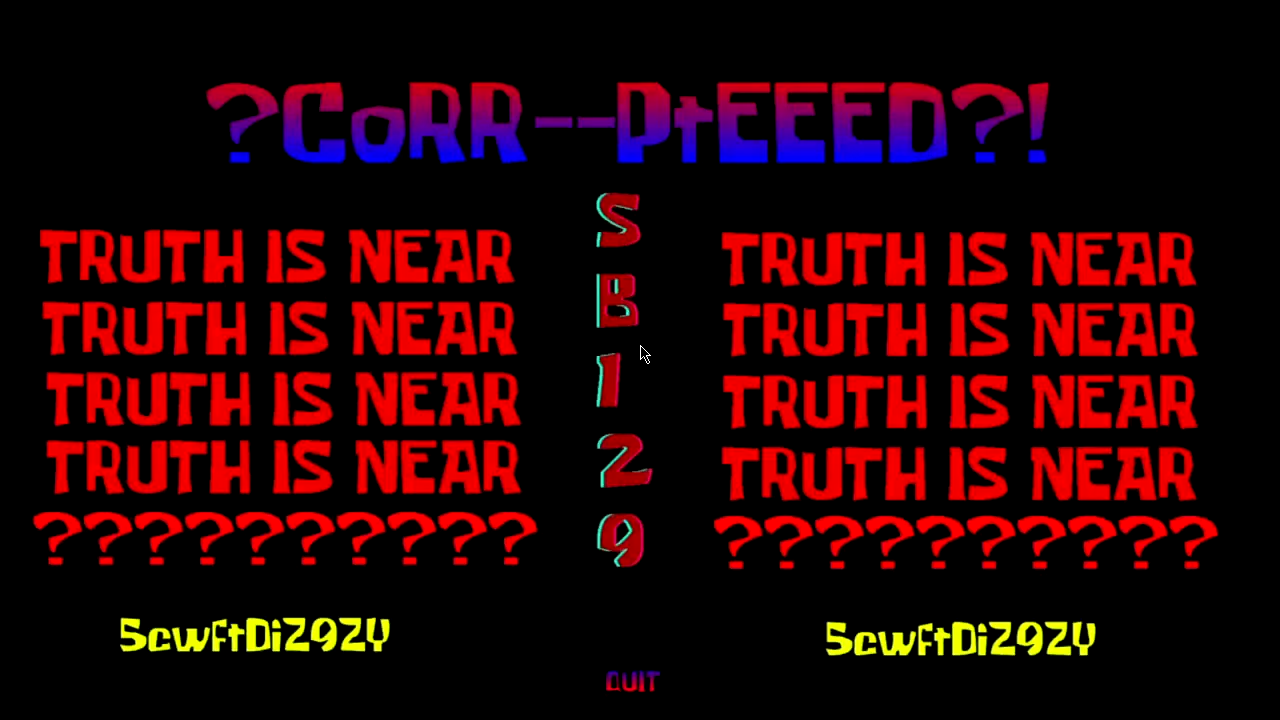 ?CoRR--PtEEED?!
TRUTH IS NEAR
TRUTH IS NEAR
TRUTH IS NEAR
TRUTH IS NEAR
??????????
S
B
1
2
9
TRUTH IS NEAR
TRUTH IS NEAR
TRUTH IS NEAR
TRUTH IS NEAR
??????????
5cwftDiZ9ZY
5cwftDiZ9ZY
QUIT